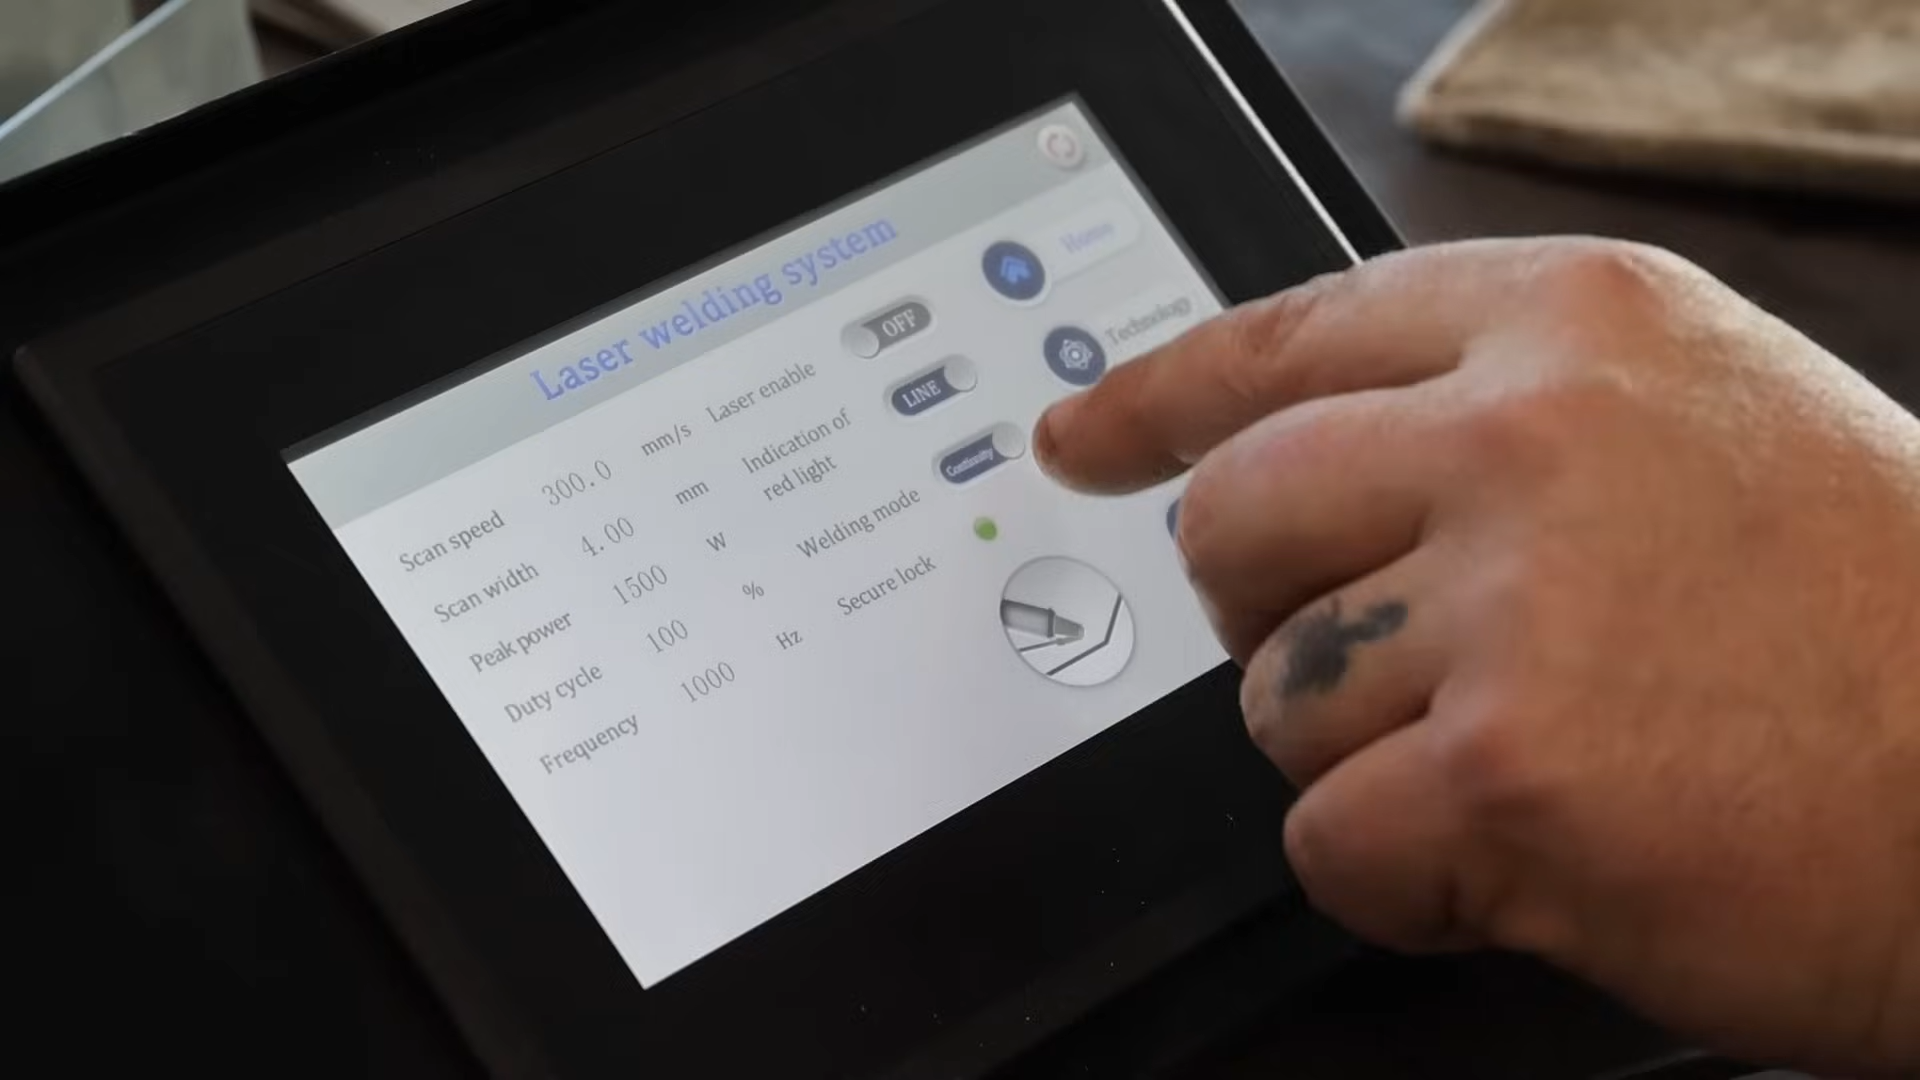 Laser welding system
Scan speed 300.0 mm/s
Scan width 4.00 mm
Peak power 1500 W
Duty cycle 100 %
Frequency 1000 Hz
Laser enable OFF
Indication of
red light LINE
Welding mode Continuity
Secure lock
Home
Technology